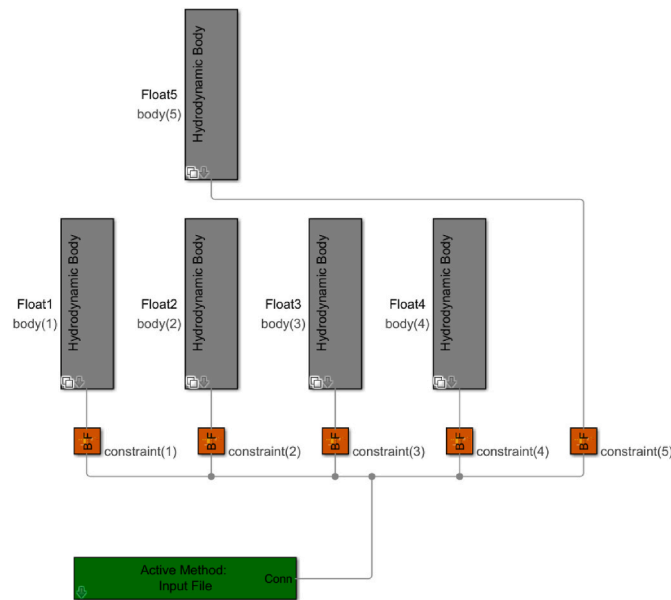 Float5
body(5)
Hydrodynamic Body
Float1
body(1)
Hydrodynamic Body
Float2
body(2)
Hydrodynamic Body
Float3
body(3)
Hydrodynamic Body
Float4
body(4)
Hydrodynamic Body
B F
constraint(1)
B F
constraint(2)
B F
constraint(3)
B F
constraint(4)
B F
constraint(5)
Active Method:
Input File
Conn